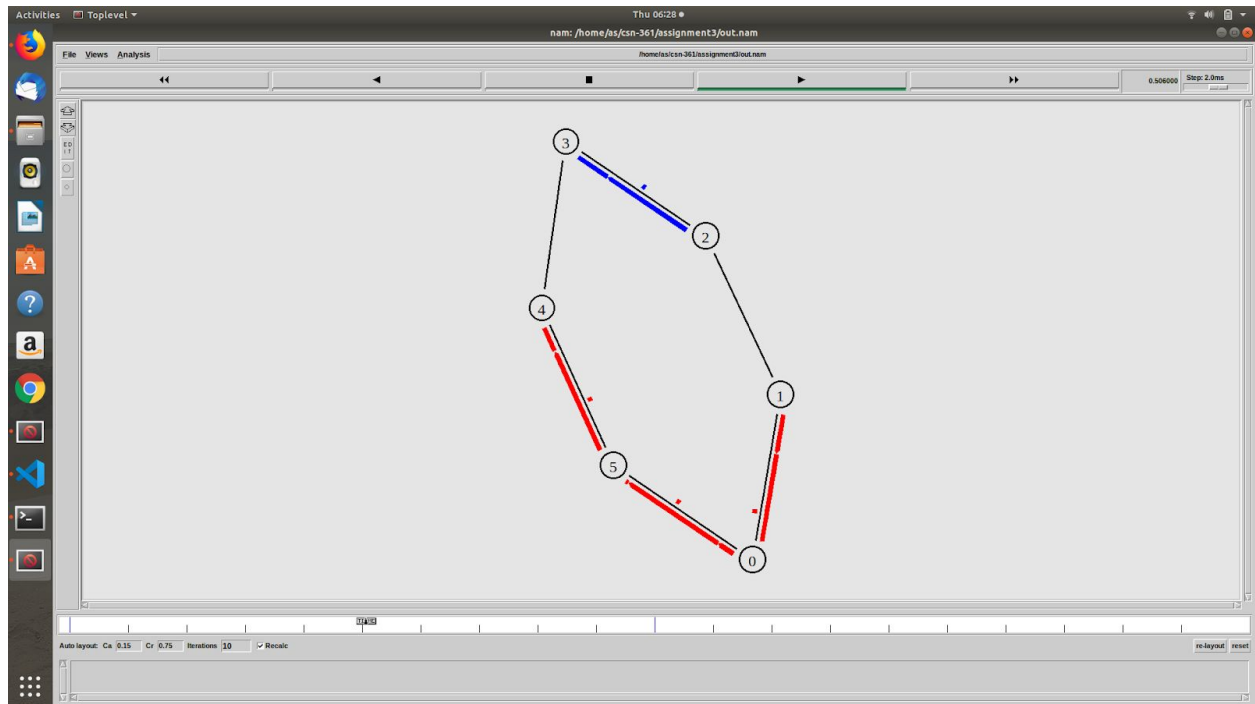 Activities Toplevel Thu 06:28
nam: /home/as/csn-361/assignment3/out.nam
File Views Analysis /home/as/csn-361/assignment3/out.nam
0.506000 Step: 2.0ms
3
2
4
1
5
0
TIME
Auto layout: Ca 0.15 Cr 0.75 Iterations 10 Recalc re-layout reset